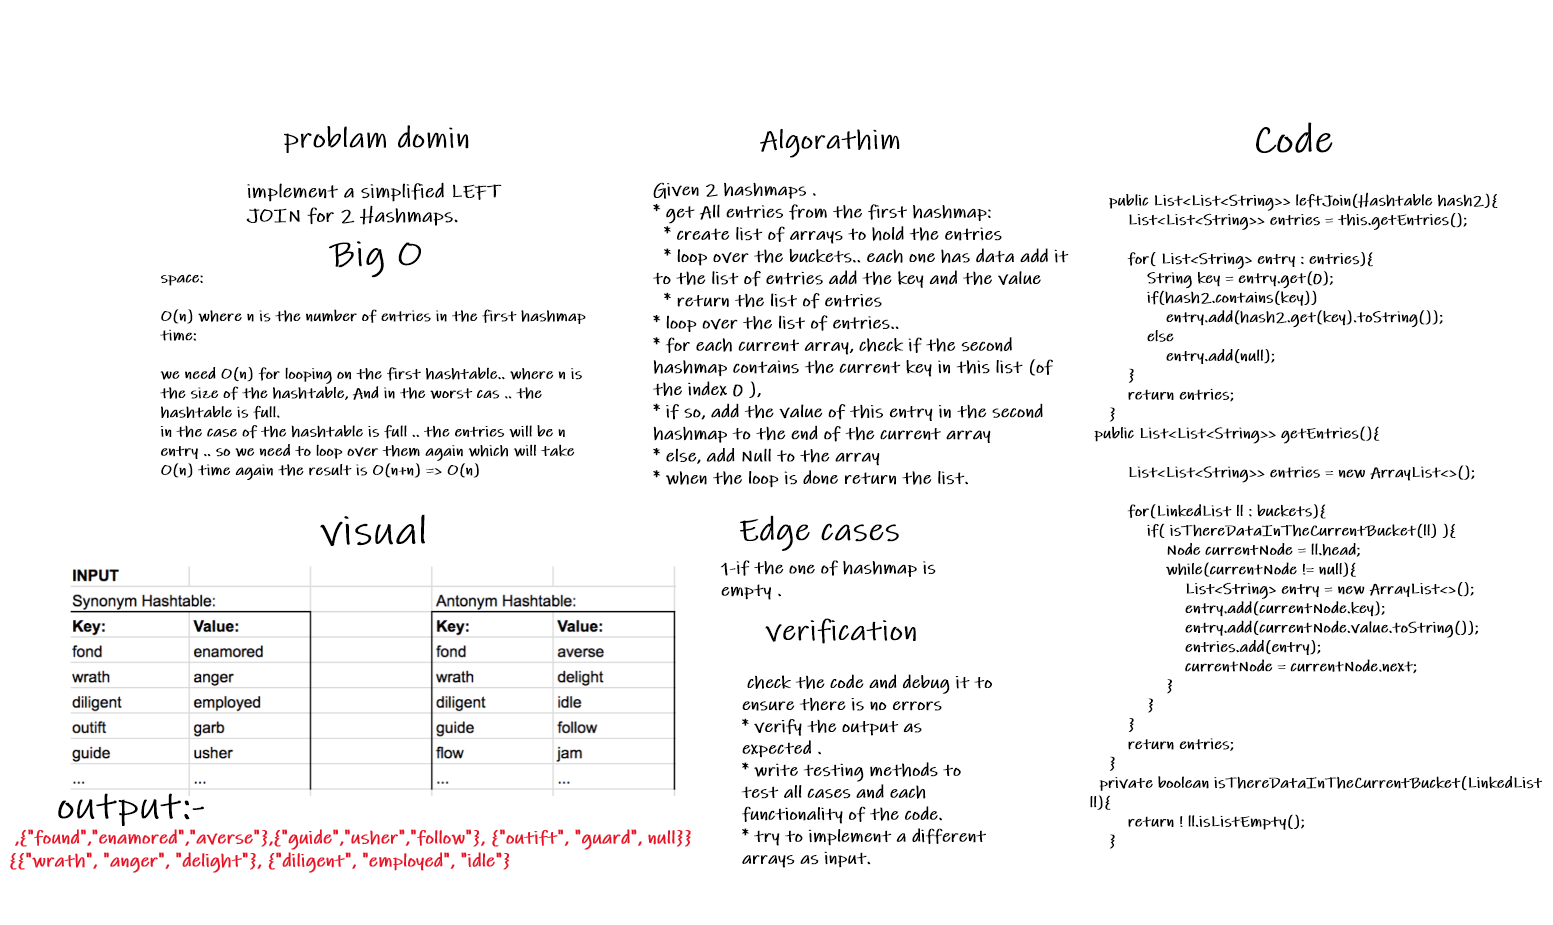 problam domin
implement a simplified LEFT
JOIN for 2 Hashmaps.
Big O
space:
O(n) where n is the number of entries in the first hashmap
time:
we need O(n) for looping on the first hashtable.. where n is
the size of the hashtable, And in the worst cas .. the
hashtable is full.
in the case of the hashtable is full .. the entries will be n
entry .. so we need to loop over them again which will take
O(n) time again the result is O(n+n) => O(n)
Algorathim
Given 2 hashmaps .
* get All entries from the first hashmap:
* create list of arrays to hold the entries
* loop over the buckets.. each one has data add it
to the list of entries add the key and the value
* return the list of entries
* loop over the list of entries..
* for each current array, check if the second
hashmap contains the current key in this list (of
the index 0 ),
* if so, add the value of this entry in the second
hashmap to the end of the current array
* else, add Null to the array
* when the loop is done return the list.
Code
public List<List<String>> leftJoin(Hashtable hash2){
List<List<String>> entries = this.getEntries();
for( List<String> entry : entries){
String key = entry.get(0);
if(hash2.contains(key))
entry.add(hash2.get(key).toString());
else
entry.add(null);
}
return entries;
}
public List<List<String>> getEntries(){
List<List<String>> entries = new ArrayList<>();
for(LinkedList ll : buckets){
if( isThereDataInTheCurrentBucket(ll) ){
Node currentNode = ll.head;
while(currentNode != null){
List<String> entry = new ArrayList<>();
entry.add(currentNode.key);
entry.add(currentNode.value.toString());
entries.add(entry);
currentNode = currentNode.next;
}
}
}
return entries;
}
private boolean isThereDataInTheCurrentBucket(LinkedList
ll){
return ! ll.isListEmpty();
}
visual
INPUT
Synonym Hashtable: Antonym Hashtable:
Key: Value: Key: Value:
fond enamored fond averse
wrath anger wrath delight
diligent employed diligent idle
outift garb guide follow
guide usher flow jam
... ... ... ...
output:-
,{"found","enamored","averse"},{"guide","usher","follow"}, {"outift", "guard", null}}
{{"wrath", "anger", "delight"}, {"diligent", "employed", "idle"}
Edge cases
1-if the one of hashmap is
empty .
verification
check the code and debug it to
ensure there is no errors
* verify the output as
expected .
* write testing methods to
test all cases and each
functionality of the code.
* try to implement a different
arrays as input.